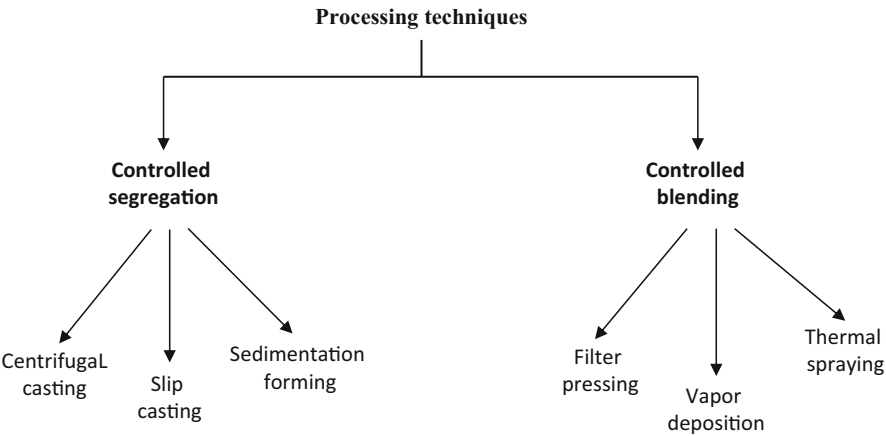 Processing techniques
Controlled
segregation
Controlled
blending
CentrifugaL
casting
Slip
casting
Sedimentation
forming
Filter
pressing
Vapor
deposition
Thermal
spraying